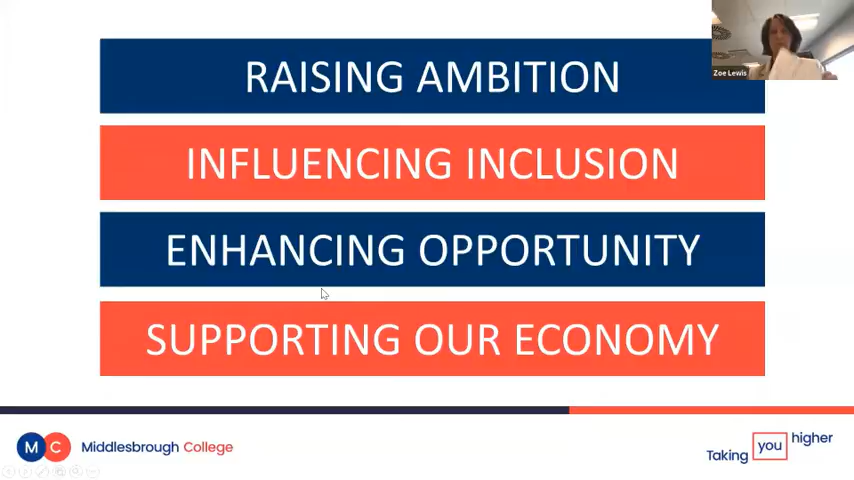 RAISING AMBITION
Zoe Lewis
INFLUENCING INCLUSION
ENHANCING OPPORTUNITY
SUPPORTING OUR ECONOMY
MC Middlesbrough College
Taking you higher